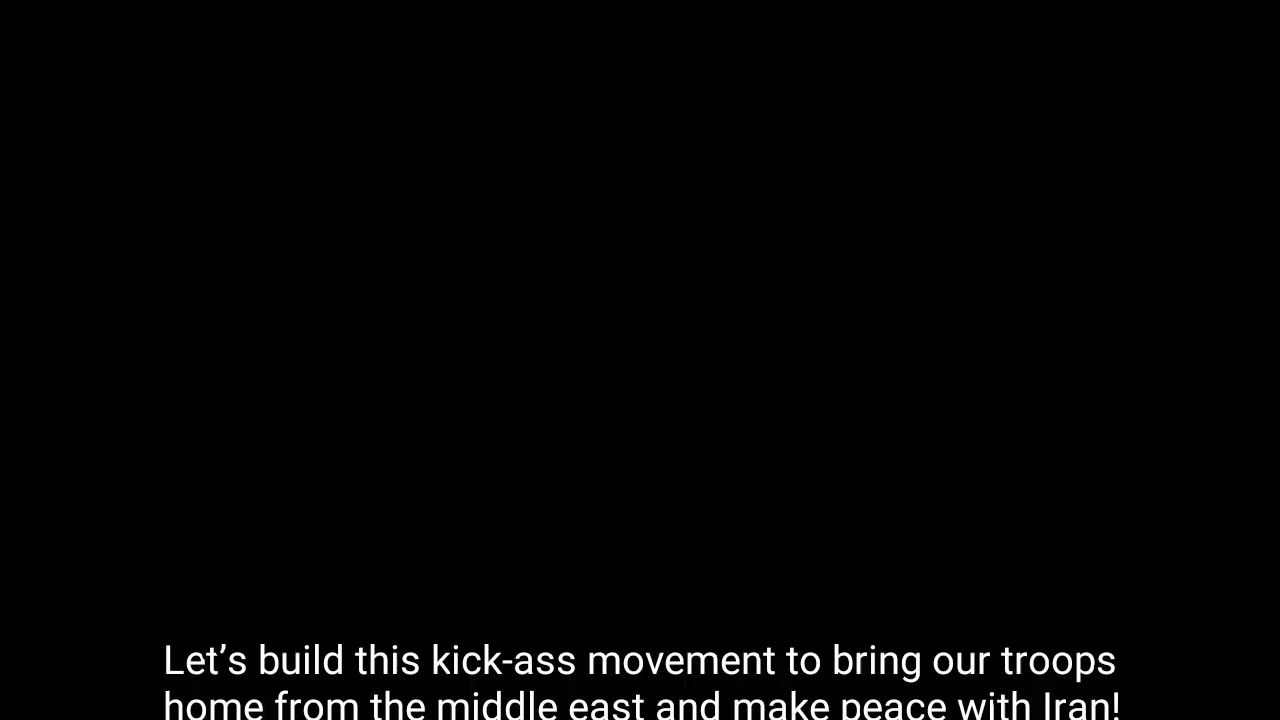 Let’s build this kick-ass movement to bring our troops
home from the middle east and make peace with Iran!